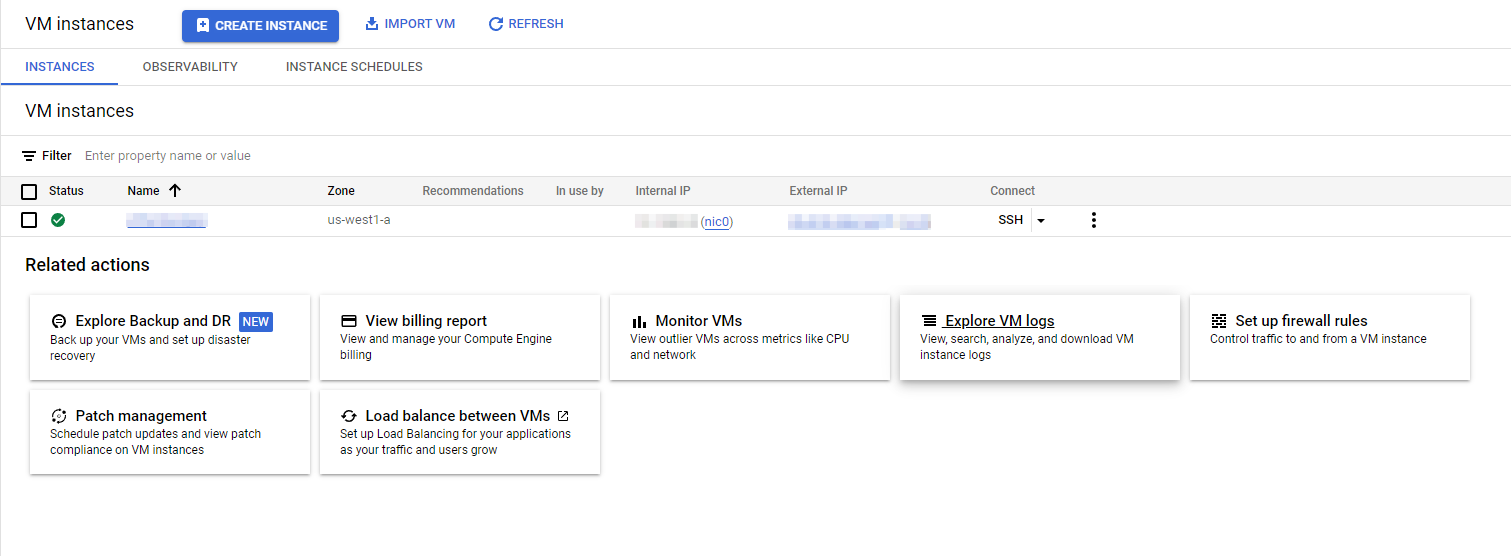 VM instances CREATE INSTANCE IMPORT VM REFRESH
INSTANCES OBSERVABILITY INSTANCE SCHEDULES
VM instances
Filter Enter property name or value
Status Name Zone Recommendations In use by Internal IP External IP Connect
us-west1-a (nic0) SSH
Related actions
Explore Backup and DR NEW
Back up your VMs and set up disaster
recovery
View billing report
View and manage your Compute Engine
billing
Monitor VMs
View outlier VMs across metrics like CPU
and network
Explore VM logs
View, search, analyze, and download VM
instance logs
Set up firewall rules
Control traffic to and from a VM instance
Patch management
Schedule patch updates and view patch
compliance on VM instances
Load balance between VMs
Set up Load Balancing for your applications
as your traffic and users grow